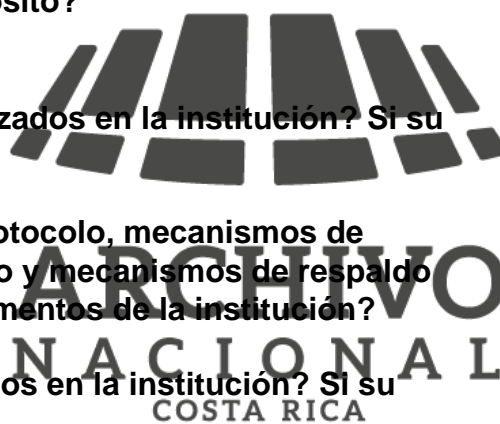 ósito?
zados en la institución? Si su
otocolo, mecanismos de
o y mecanismos de respaldo
ARCHIVO
mentos de la institución?
NACIONAL
os en la institución? Si su
COSTA RICA